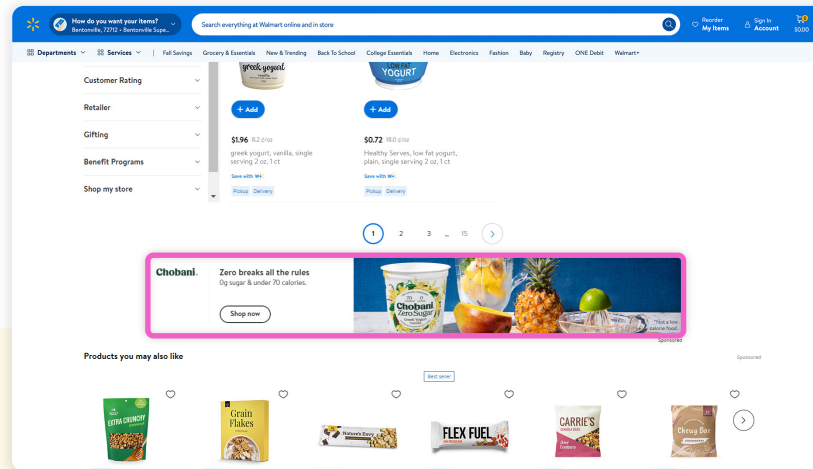 How do you want your items?
Bentonville, 72712 • Bentonville Supe...
Search everything at Walmart online and in store
Reorder
My Items
Sign In
Account
$0.00
Departments
Services
Fall Savings
Grocery & Essentials
New & Trending
Back To School
College Essentials
Home
Electronics
Fashion
Baby
Registry
ONE Debit
Walmart+
Customer Rating
Retailer
Gifting
Benefit Programs
Shop my store
greek yogurt
vanilla
LOW FAT
YOGURT
+ Add
+ Add
$1.96 8.2 ¢/oz
greek yogurt, vanilla, single
serving 2 oz, 1 ct
Save with W+
Pickup Delivery
$0.72 18.0 ¢/oz
Healthy Serves, low fat yogurt,
plain, single serving 2 oz, 1 ct
Save with W+
Pickup Delivery
1 2 3 ... 15
Chobani.
Zero breaks all the rules
0g sugar & under 70 calories.
Shop now
Chobani
Zero Sugar
*Not a low
calorie food.
Sponsored
Products you may also like
Sponsored
Best seller
EXTRA CRUNCHY
Grain
Flakes
Nature's Envy
FLEX FUEL
CARRIE'S
Chewy Bar